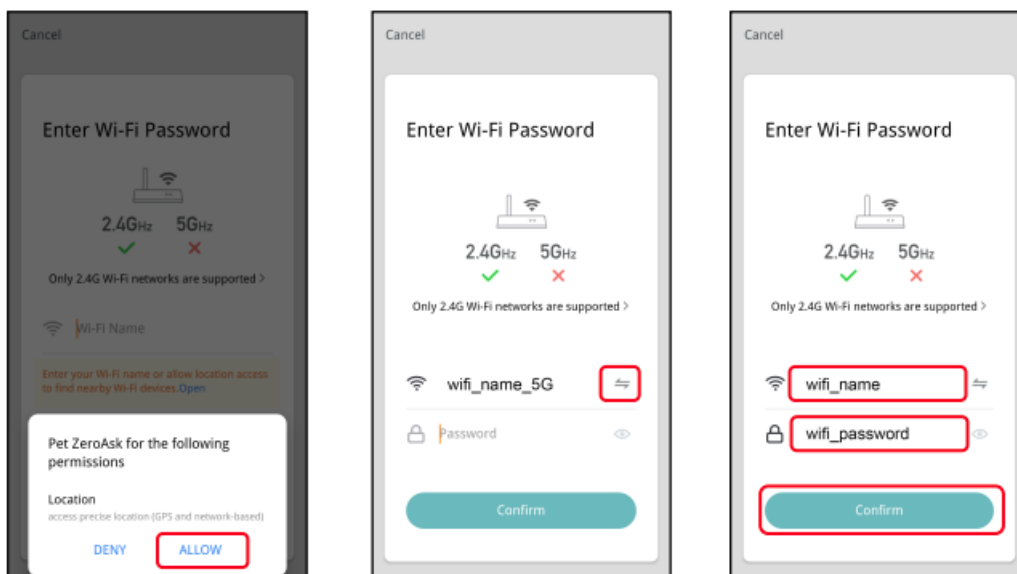 Cancel
Enter Wi-Fi Password
2.4GHz 5GHz
Only 2.4G Wi-Fi networks are supported >
Wi-Fi Name
Enter your Wi-Fi name or allow location access
to find nearby Wi-Fi devices.Open
Pet ZeroAsk for the following
permissions
Location
access precise location (GPS and network-based)
DENY ALLOW
Cancel
Enter Wi-Fi Password
2.4GHz 5GHz
Only 2.4G Wi-Fi networks are supported >
wifi_name_5G
Password
Confirm
Cancel
Enter Wi-Fi Password
2.4GHz 5GHz
Only 2.4G Wi-Fi networks are supported >
wifi_name
wifi_password
Confirm